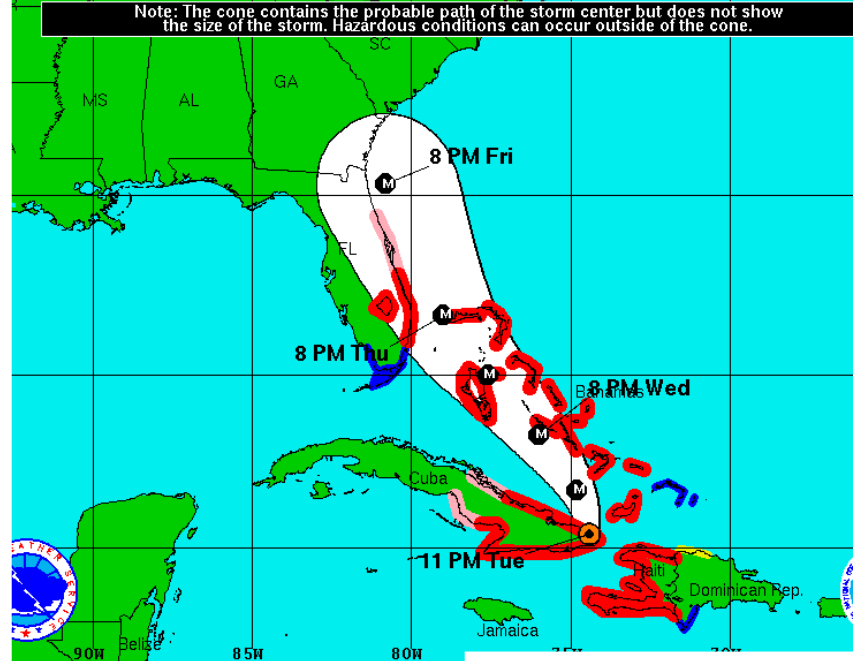 Note: The cone contains the probable path of the storm center but does not show
the size of the storm. Hazardous conditions can occur outside of the cone.
SC
GA
MS
AL
8 PM Fri
M
FL
M
8 PM Thu
M
8 PM Wed
Bahamas
M
Cuba
M
11 PM Tue
Haiti
Dominican Rep.
Jamaica
Belize
90W
85W
80W
75W
70W